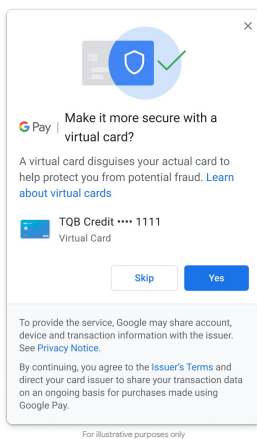 G Pay | Make it more secure with a
virtual card?
A virtual card disguises your actual card to
help protect you from potential fraud. Learn
about virtual cards
TQB Credit •••• 1111
Virtual Card
Skip Yes
To provide the service, Google may share account,
device and transaction information with the issuer.
See Privacy Notice.
By continuing, you agree to the Issuer's Terms and
direct your card issuer to share your transaction data
on an ongoing basis for purchases made using
Google Pay.
For illustrative purposes only